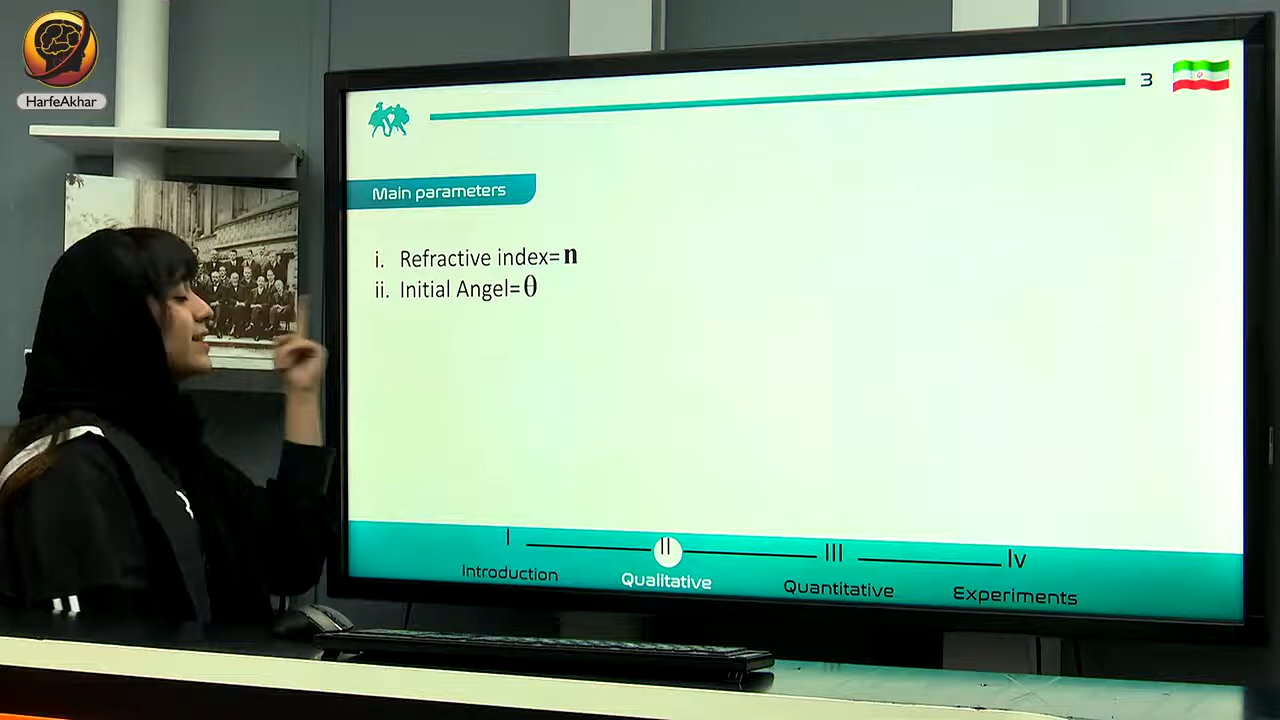 HarfeAkhar
3
Main parameters
i. Refractive index= n
ii. Initial Angel= θ
I
II
III
Iv
Introduction
Qualitative
Quantitative
Experiments